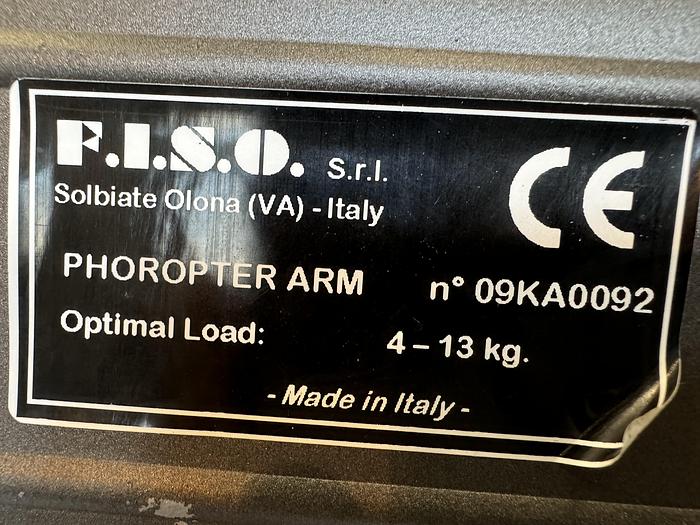 F.I.S.O. S.r.l.
Solbiate Olona (VA) - Italy
CE
PHOROPTER ARM n° 09KA0092
Optimal Load: 4 – 13 kg.
- Made in Italy -